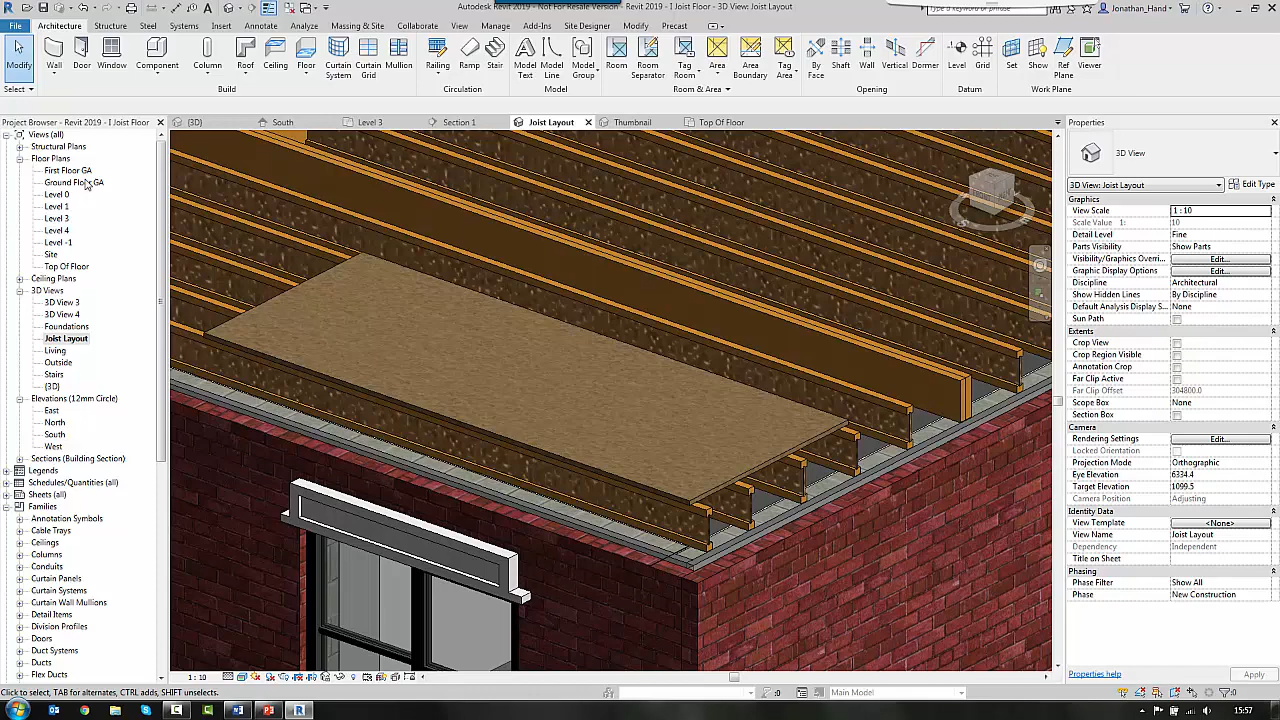 Autodesk Revit 2019 - Not For Resale Version - I Joist Floor - 3D View: Joist Layout
Type a keyword or phrase
Jonathan_Hand
File Architecture Structure Steel Systems Insert Annotate Analyze Massing & Site Collaborate View Manage Add-Ins Site Designer Modify Precast
Modify Wall Door Window Component Column Roof Ceiling Floor Curtain System Curtain Grid Mullion Railing Ramp Stair Model Text Model Line Model Group Room Room Separator Tag Room Area Area Boundary Tag Area By Face Shaft Wall Vertical Dormer Level Grid Set Show Ref Plane Viewer
Select Build Circulation Model Room & Area Opening Datum Work Plane
Project Browser - Revit 2019 - I Joist Floor
{3D} South Level 3 Section 1 Joist Layout Thumbnail Top Of Floor
Properties
Views (all)
Structural Plans
Floor Plans
First Floor GA
Ground Floor GA
Level 0
Level 1
Level 3
Level 4
Level -1
Site
Top Of Floor
Ceiling Plans
3D Views
3D View 3
3D View 4
Foundations
Joist Layout
Living
Outside
Stairs
{3D}
Elevations (12mm Circle)
East
North
South
West
Sections (Building Section)
Legends
Schedules/Quantities (all)
Sheets (all)
Families
Annotation Symbols
Cable Trays
Ceilings
Columns
Conduits
Curtain Panels
Curtain Systems
Curtain Wall Mullions
Detail Items
Division Profiles
Doors
Duct Systems
Ducts
Flex Ducts
3D View
3D View: Joist Layout Edit Type
Graphics
View Scale 1 : 10
Scale Value 1: 10
Detail Level Fine
Parts Visibility Show Parts
Visibility/Graphics Overri... Edit...
Graphic Display Options Edit...
Discipline Architectural
Show Hidden Lines By Discipline
Default Analysis Display S... None
Sun Path
Extents
Crop View
Crop Region Visible
Annotation Crop
Far Clip Active
Far Clip Offset 304800.0
Scope Box None
Section Box
Camera
Rendering Settings Edit...
Locked Orientation
Projection Mode Orthographic
Eye Elevation 6334.4
Target Elevation 1099.5
Camera Position Adjusting
Identity Data
View Template <None>
View Name Joist Layout
Dependency Independent
Title on Sheet
Phasing
Phase Filter Show All
Phase New Construction
Properties help Apply
1 : 10
Click to select, TAB for alternates, CTRL adds, SHIFT unselects.
:0 Main Model :0
15:57